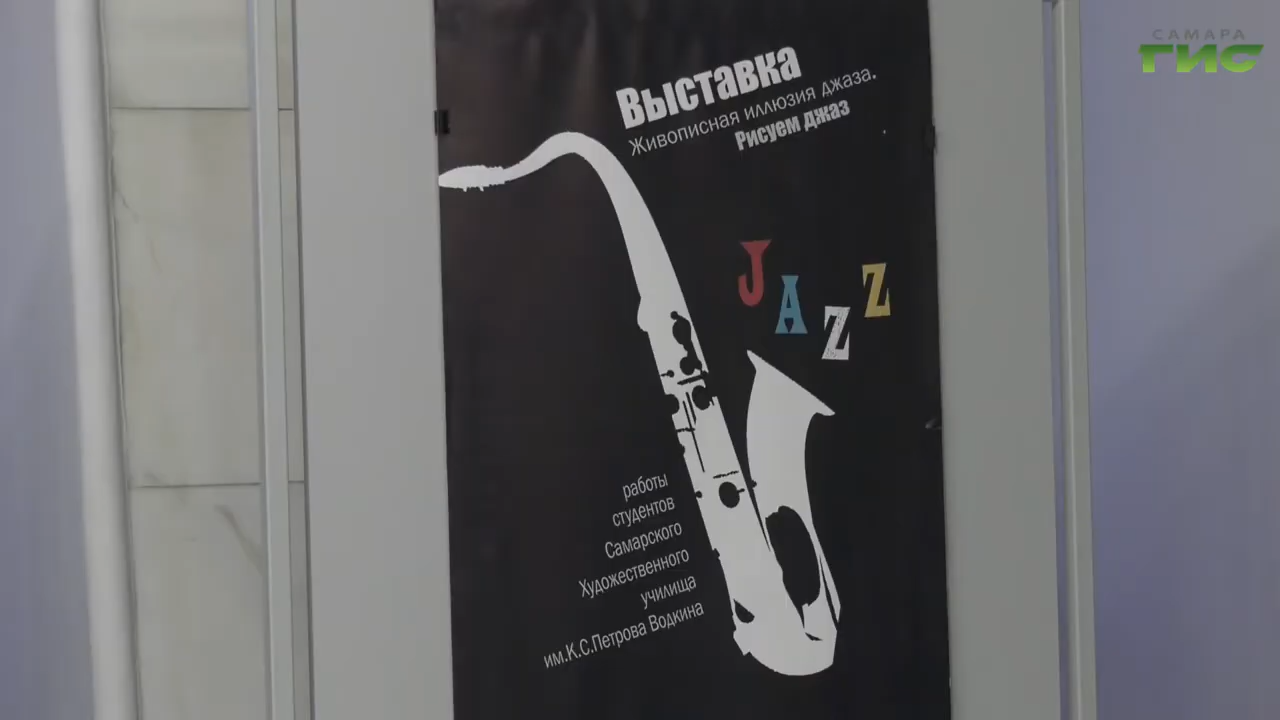 САМАРА
ГИС
Выставка
Живописная иллюзия джаза.
Рисуем джаз
JAZZ
работы
студентов
Самарского
Художественного
училища
им.К.С.Петрова Водкина